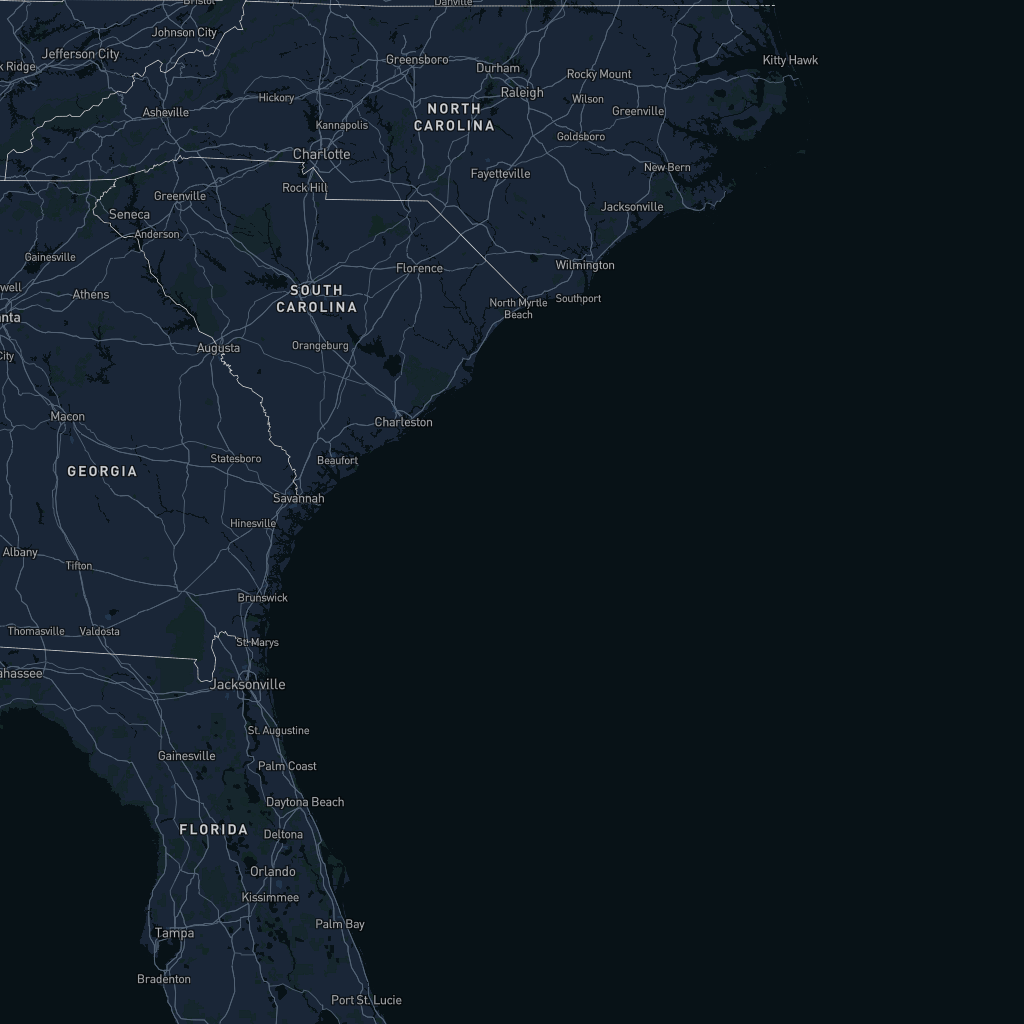 Bristol
Danville
Johnson City
Jefferson City
k Ridge
Greensboro
Durham
Kitty Hawk
Rocky Mount
Raleigh
Hickory
Wilson
NORTH
CAROLINA
Greenville
Asheville
Kannapolis
Goldsboro
Charlotte
New Bern
Fayetteville
Rock Hill
Greenville
Jacksonville
Seneca
Anderson
Gainesville
Florence
Wilmington
well
Athens
SOUTH
CAROLINA
North Myrtle
Beach
Southport
nta
Augusta
Orangeburg
City
Macon
Charleston
Statesboro
Beaufort
GEORGIA
Savannah
Hinesville
Albany
Tifton
Brunswick
Thomasville
Valdosta
St. Marys
ahassee
Jacksonville
St. Augustine
Gainesville
Palm Coast
Daytona Beach
FLORIDA
Deltona
Orlando
Kissimmee
Palm Bay
Tampa
Bradenton
Port St. Lucie